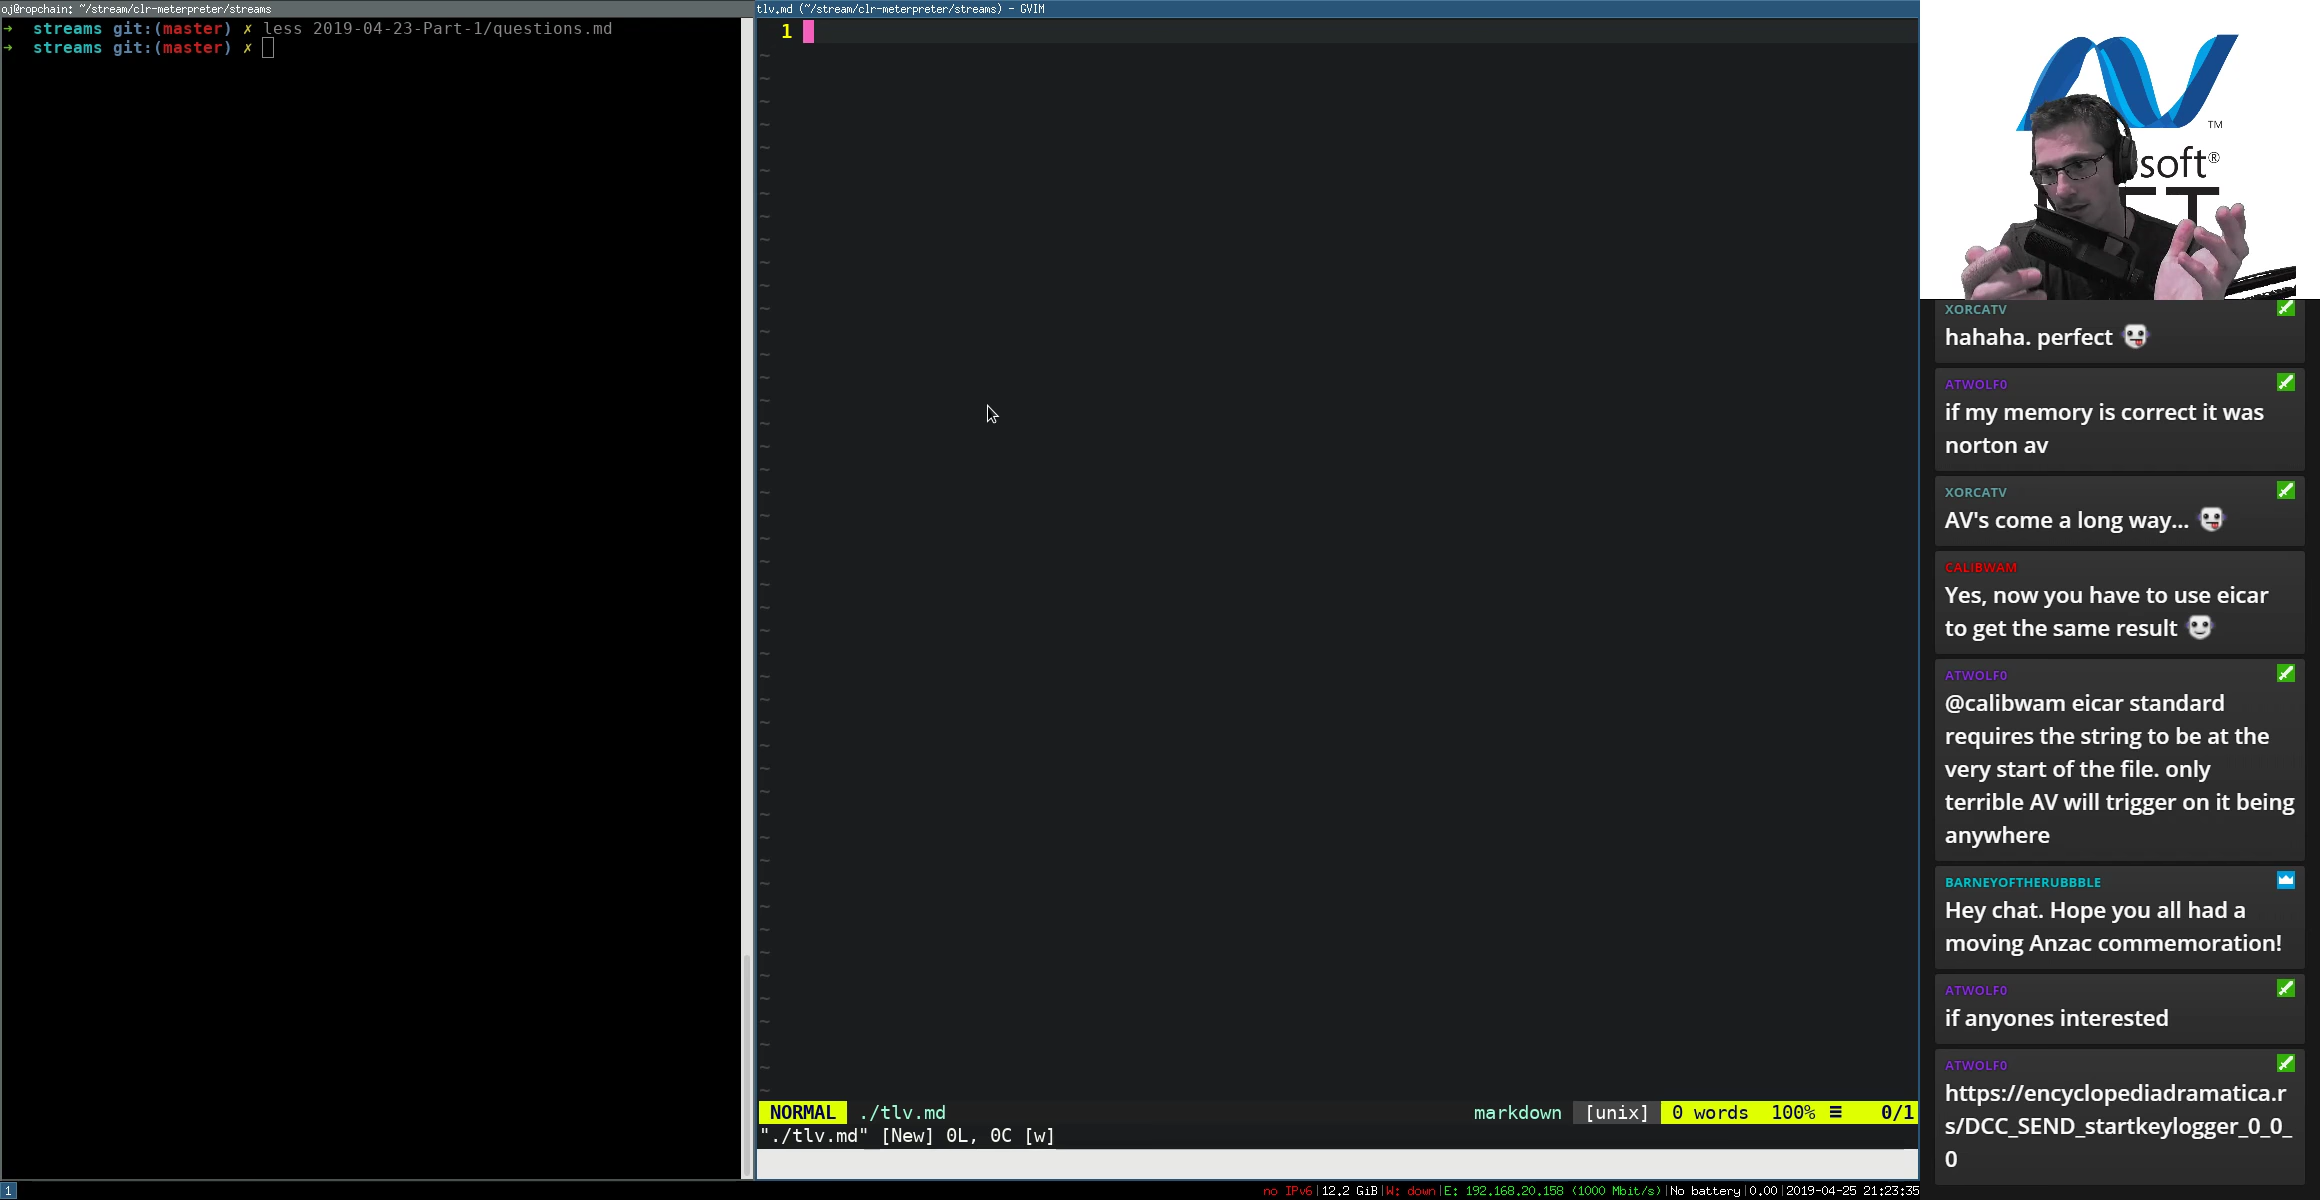 oj@ropchain: ~/stream/clr-meterpreter/streams
➜  streams git:(master) ✗ less 2019-04-23-Part-1/questions.md
➜  streams git:(master) ✗
tlv.md (~/stream/clr-meterpreter/streams) - GVIM
1
NORMAL ./tlv.md markdown [unix] 0 words 100% ≡ 0/1
"./tlv.md" [New] 0L, 0C [w]
TM
soft®
XORCATV
hahaha. perfect
ATWOLF0
if my memory is correct it was
norton av
XORCATV
AV's come a long way...
CALIBWAM
Yes, now you have to use eicar
to get the same result
ATWOLF0
@calibwam eicar standard
requires the string to be at the
very start of the file. only
terrible AV will trigger on it being
anywhere
BARNEYOFTHERUBBBLE
Hey chat. Hope you all had a
moving Anzac commemoration!
ATWOLF0
if anyones interested
ATWOLF0
https://encyclopediadramatica.r
s/DCC_SEND_startkeylogger_0_0_
0
1
no IPv6|12.2 GiB|W: down|E: 192.168.20.158 (1000 Mbit/s)|No battery|0.00|2019-04-25 21:23:35